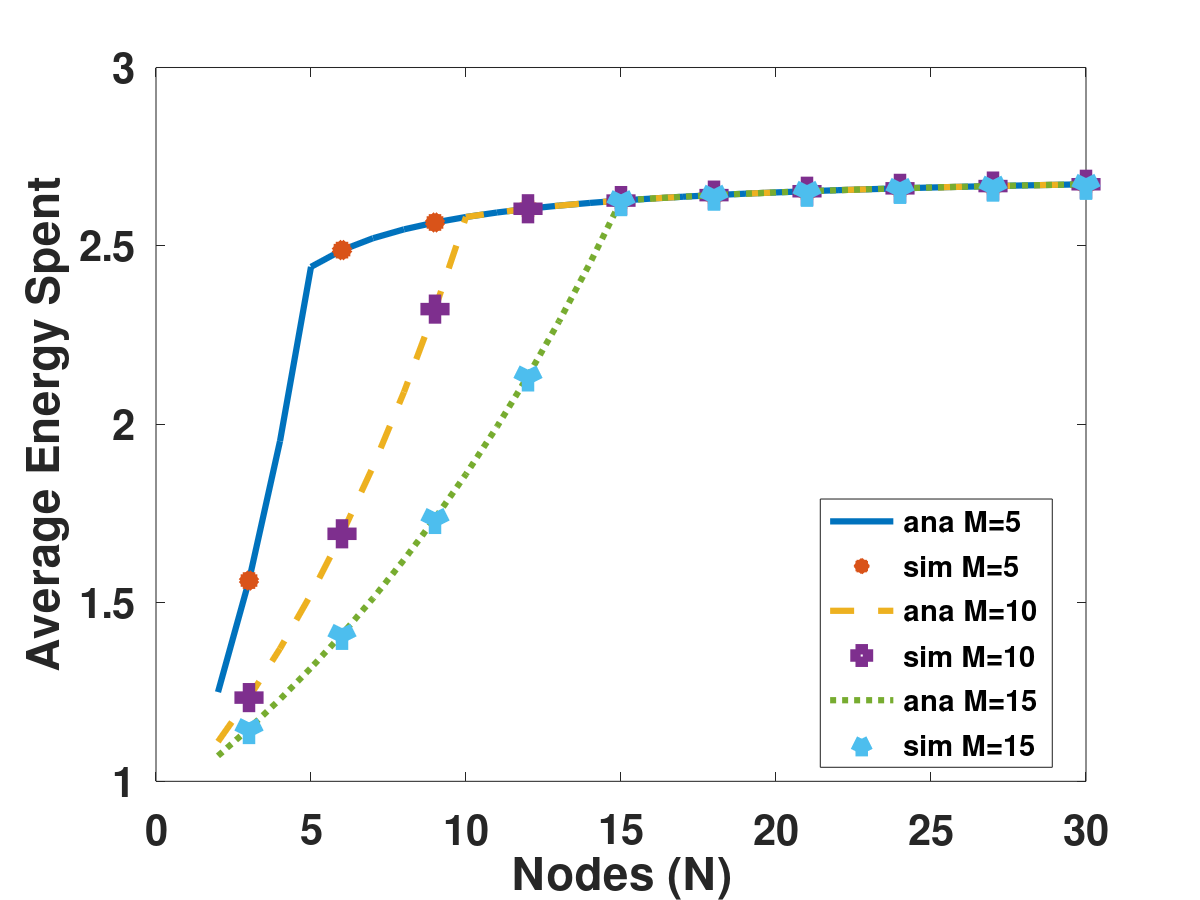 3
2.5
2
1.5
1
Average Energy Spent
ana M=5
sim M=5
ana M=10
sim M=10
ana M=15
sim M=15
0 5 10 15 20 25 30
Nodes (N)